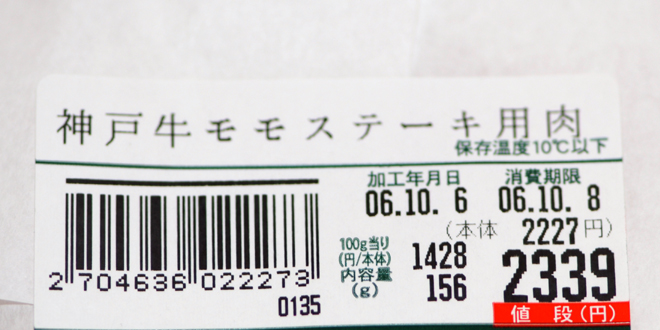 神戸牛モモステーキ用肉
保存温度10℃以下
加工年月日 消費期限
06.10. 6 06.10. 8
(本体 2227円)
100g当り
(円/本体) 1428
内容量
(g) 156
2339
値 段(円)
2 704636 022273
0135